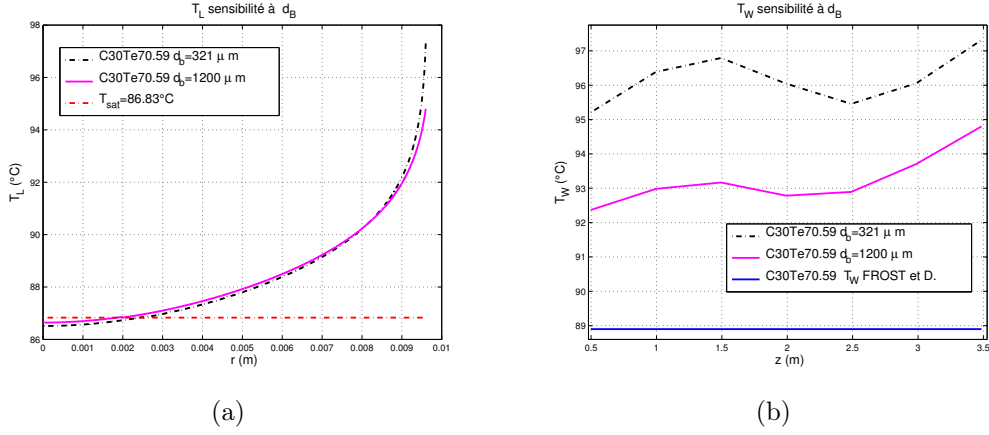 T_L sensibilité à d_B
98
96
94
92
90
88
86
T_L (°C)
C30Te70.59 d_b=321 µ m
C30Te70.59 d_b=1200 µ m
T_sat=86.83°C
0 0.001 0.002 0.003 0.004 0.005 0.006 0.007 0.008 0.009 0.01
r (m)
(a)
T_W sensibilité à d_B
97
96
95
94
93
92
91
90
89
T_W (°C)
C30Te70.59 d_b=321 µ m
C30Te70.59 d_b=1200 µ m
C30Te70.59 T_W FROST et D.
0.5 1 1.5 2 2.5 3 3.5
z (m)
(b)